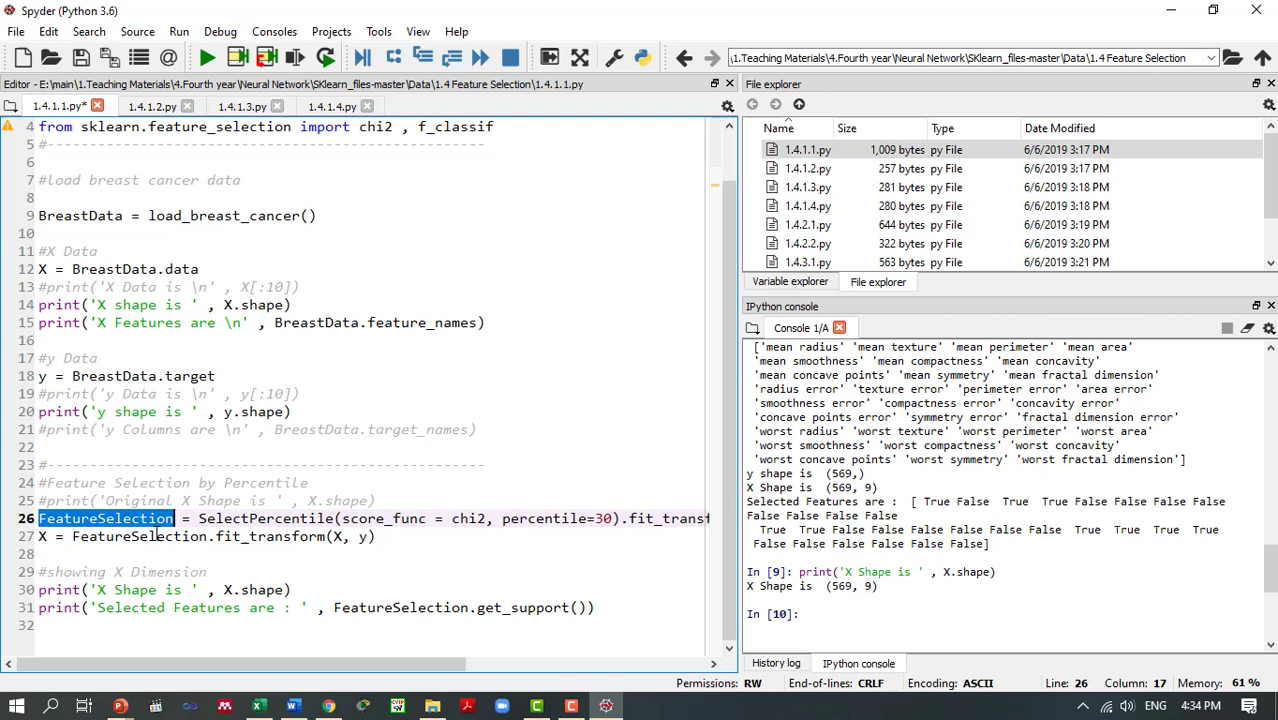 Spyder (Python 3.6)
File Edit Search Source Run Debug Consoles Projects Tools View Help
\1.Teaching Materials\4.Fourth year\Neural Network\SKlearn_files-master\Data\1.4 Feature Selection
Editor - E:\main\1.Teaching Materials\4.Fourth year\Neural Network\SKlearn_files-master\Data\1.4 Feature Selection\1.4.1.1.py
1.4.1.1.py* 1.4.1.2.py 1.4.1.3.py 1.4.1.4.py
4 from sklearn.feature_selection import chi2 , f_classif
5 #----------------------------------------------------
6
7 #load breast cancer data
8
9 BreastData = load_breast_cancer()
10
11 #X Data
12 X = BreastData.data
13 #print('X Data is \n' , X[:10])
14 print('X shape is ' , X.shape)
15 print('X Features are \n' , BreastData.feature_names)
16
17 #y Data
18 y = BreastData.target
19 #print('y Data is \n' , y[:10])
20 print('y shape is ' , y.shape)
21 #print('y Columns are \n' , BreastData.target_names)
22
23 #----------------------------------------------------
24 #Feature Selection by Percentile
25 #print('Original X Shape is ' , X.shape)
26 FeatureSelection = SelectPercentile(score_func = chi2, percentile=30).fit_transf
27 X = FeatureSelection.fit_transform(X, y)
28
29 #showing X Dimension
30 print('X Shape is ' , X.shape)
31 print('Selected Features are : ' , FeatureSelection.get_support())
32
File explorer
Name Size Type Date Modified
1.4.1.1.py 1,009 bytes py File 6/6/2019 3:17 PM
1.4.1.2.py 257 bytes py File 6/6/2019 3:17 PM
1.4.1.3.py 281 bytes py File 6/6/2019 3:18 PM
1.4.1.4.py 280 bytes py File 6/6/2019 3:18 PM
1.4.2.1.py 644 bytes py File 6/6/2019 3:19 PM
1.4.2.2.py 322 bytes py File 6/6/2019 3:20 PM
1.4.3.1.py 563 bytes py File 6/6/2019 3:21 PM
Variable explorer File explorer
IPython console
Console 1/A
['mean radius' 'mean texture' 'mean perimeter' 'mean area'
'mean smoothness' 'mean compactness' 'mean concavity'
'mean concave points' 'mean symmetry' 'mean fractal dimension'
'radius error' 'texture error' 'perimeter error' 'area error'
'smoothness error' 'compactness error' 'concavity error'
'concave points error' 'symmetry error' 'fractal dimension error'
'worst radius' 'worst texture' 'worst perimeter' 'worst area'
'worst smoothness' 'worst compactness' 'worst concavity'
'worst concave points' 'worst symmetry' 'worst fractal dimension']
y shape is (569,)
X Shape is (569, 9)
Selected Features are : [ True False True True False False False False
False False False False
True True False False False False False False True False True True
False False False False False False]
In [9]: print('X Shape is ' , X.shape)
X Shape is (569, 9)
In [10]:
History log IPython console
Permissions: RW End-of-lines: CRLF Encoding: ASCII Line: 26 Column: 17 Memory: 61 %
ENG 4:34 PM